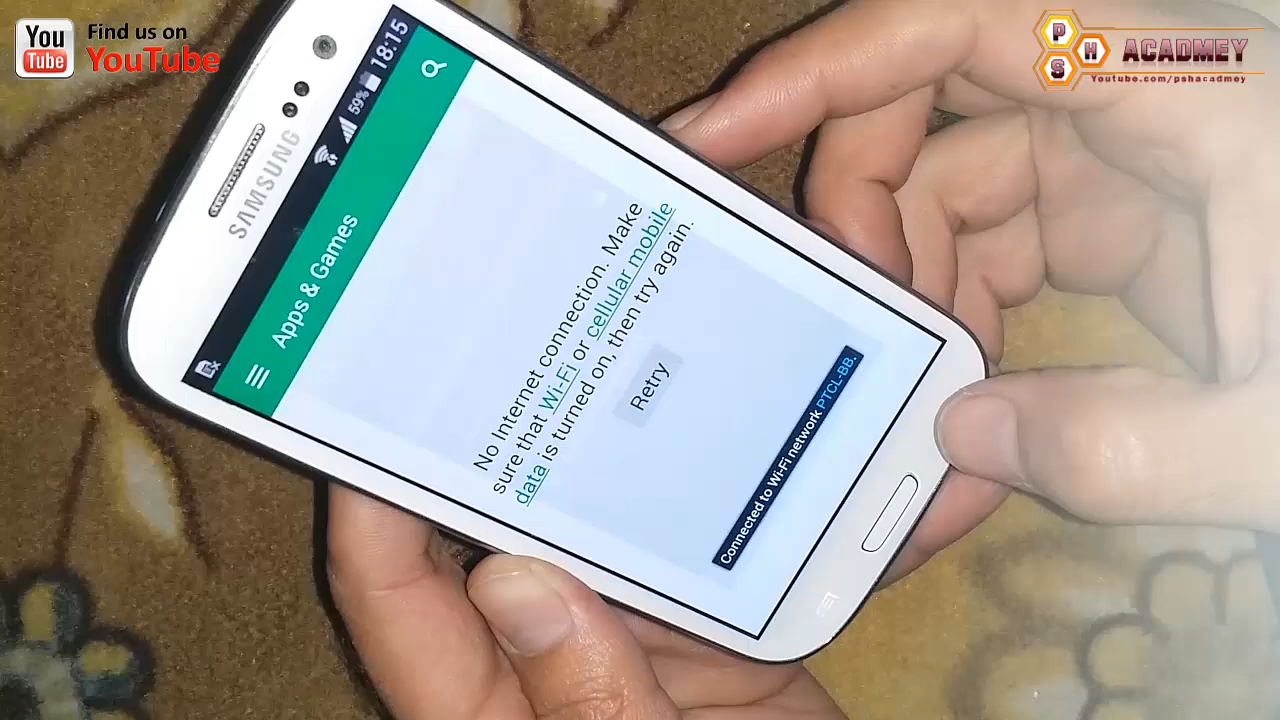 You
Tube
Find us on
YouTube
P
H
S
ACADMEY
Youtube.com/pshacadmey
SAMSUNG
59%
18:15
Apps & Games
No Internet connection. Make
sure that Wi-Fi or cellular mobile
data is turned on, then try again.
Retry
Connected to Wi-Fi network PTCL-BB.